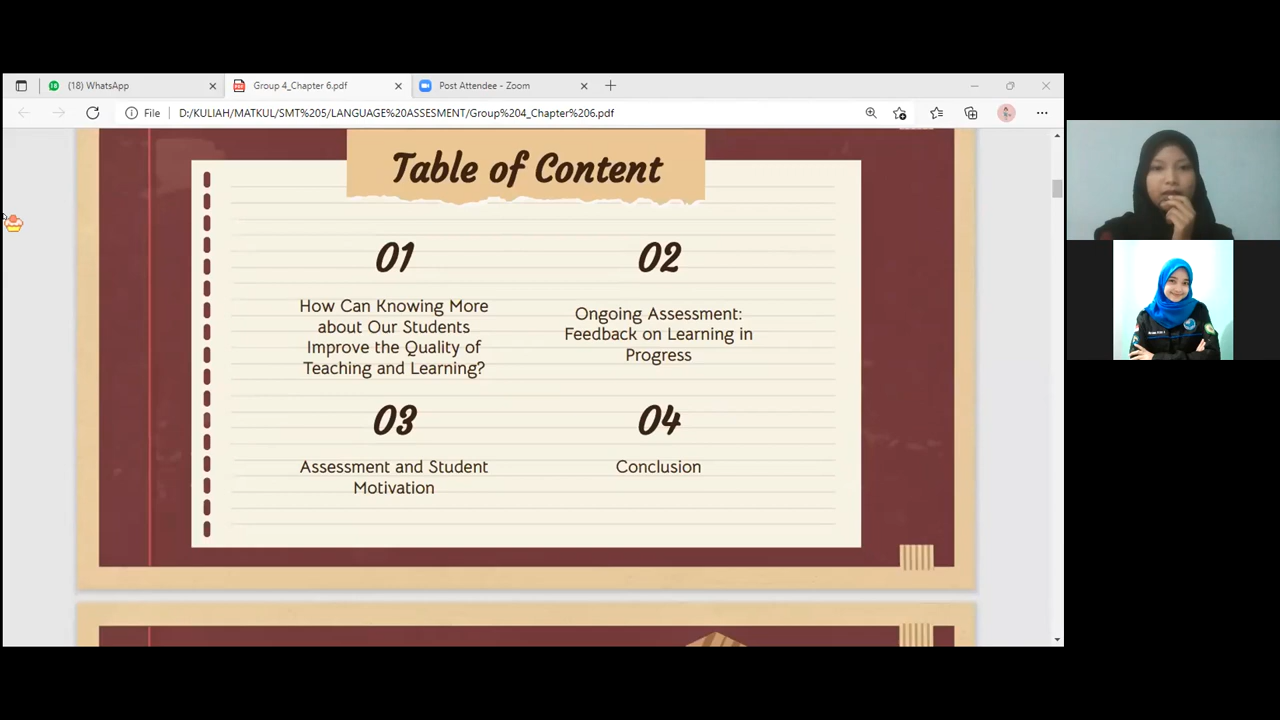 (18) WhatsApp
Group 4_Chapter 6.pdf
Post Attendee - Zoom
File
D:/KULIAH/MATKUL/SMT%205/LANGUAGE%20ASSESMENT/Group%204_Chapter%206.pdf
Table of Content
01
How Can Knowing More
about Our Students
Improve the Quality of
Teaching and Learning?
02
Ongoing Assessment:
Feedback on Learning in
Progress
03
Assessment and Student
Motivation
04
Conclusion